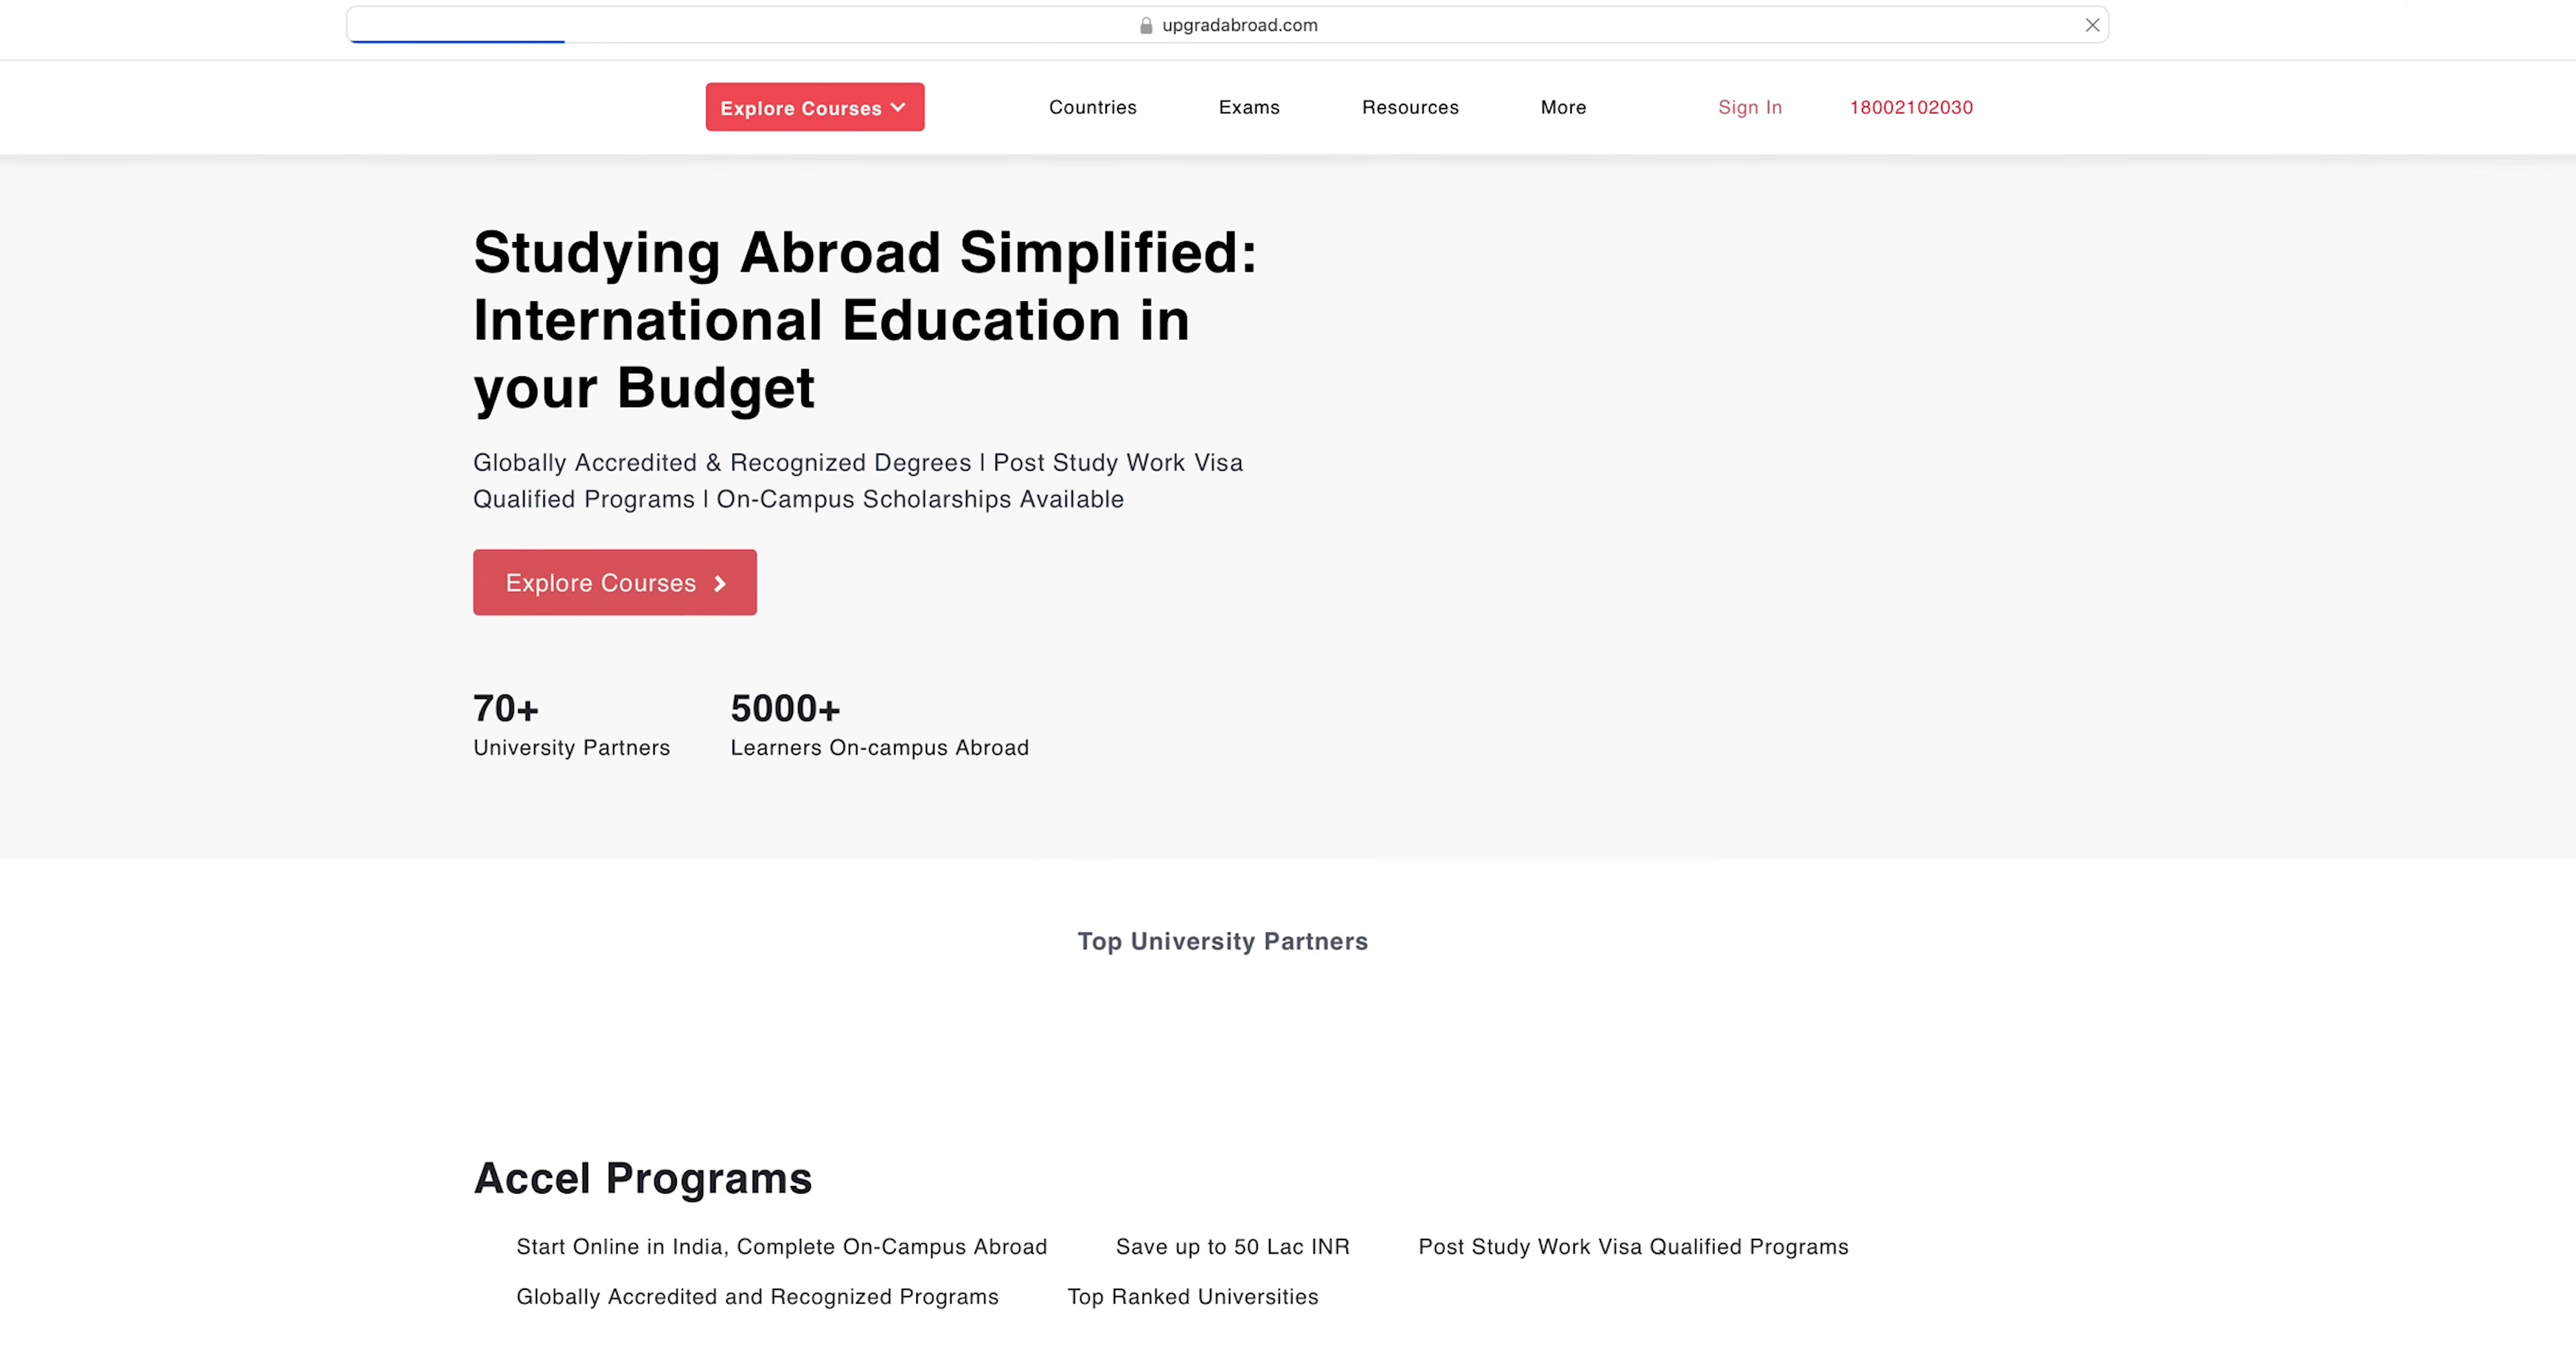 upgradabroad.com
Explore Courses
Countries
Exams
Resources
More
Sign In
18002102030
Studying Abroad Simplified:
International Education in
your Budget
Globally Accredited & Recognized Degrees | Post Study Work Visa
Qualified Programs | On-Campus Scholarships Available
Explore Courses
70+
University Partners
5000+
Learners On-campus Abroad
Top University Partners
Accel Programs
Start Online in India, Complete On-Campus Abroad
Save up to 50 Lac INR
Post Study Work Visa Qualified Programs
Globally Accredited and Recognized Programs
Top Ranked Universities